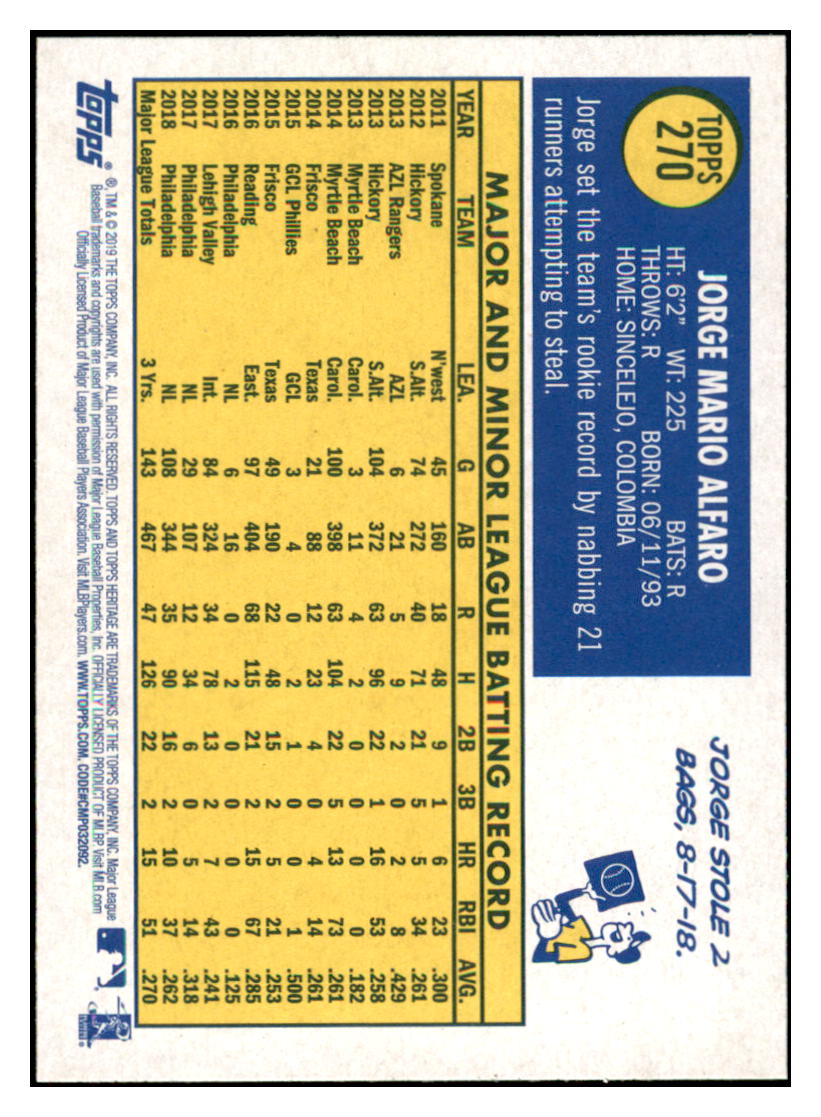 TOPPS
270
JORGE MARIO ALFARO
HT: 6'2" WT: 225 BATS: R
THROWS: R BORN: 06/11/93
HOME: SINCELEJO, COLOMBIA
Jorge set the team's rookie record by nabbing 21
runners attempting to steal.
JORGE STOLE 2
BAGS, 8-17-18.
MAJOR AND MINOR LEAGUE BATTING RECORD
YEAR TEAM LEA. G AB R H 2B 3B HR RBI AVG.
2011 Spokane N'west 45 160 18 48 9 1 6 23 .300
2012 Hickory S.Atl. 74 272 40 71 21 5 5 34 .261
2013 AZL Rangers AZL 6 21 5 9 2 0 2 8 .429
2013 Hickory S.Atl. 104 372 63 96 22 1 16 53 .258
2013 Myrtle Beach Carol. 3 11 4 2 0 0 0 0 .182
2014 Myrtle Beach Carol. 100 398 63 104 22 5 13 73 .261
2014 Frisco Texas 21 88 12 23 4 0 4 14 .261
2015 GCL Phillies GCL 3 4 0 2 1 0 0 1 .500
2015 Frisco Texas 49 190 22 48 15 2 5 21 .253
2016 Reading East. 97 404 68 115 21 2 15 67 .285
2016 Philadelphia NL 6 16 0 2 0 0 0 0 .125
2017 Lehigh Valley Int. 84 324 34 78 13 2 7 43 .241
2017 Philadelphia NL 29 107 12 34 6 0 5 14 .318
2018 Philadelphia NL 108 344 35 90 16 2 10 37 .262
Major League Totals 3 Yrs. 143 467 47 126 22 2 15 51 .270
topps ®
®, TM & © 2019 THE TOPPS COMPANY, INC. ALL RIGHTS RESERVED. TOPPS AND TOPPS HERITAGE ARE TRADEMARKS OF THE TOPPS COMPANY, INC. Major League
Baseball trademarks and copyrights are used with permission of Major League Baseball Properties, Inc. OFFICIALLY LICENSED PRODUCT OF MLBP. Visit MLB.com
Officially Licensed Product of Major League Baseball Players Association. Visit MLBPlayers.com. WWW.TOPPS.COM. CODE#CMP032092.